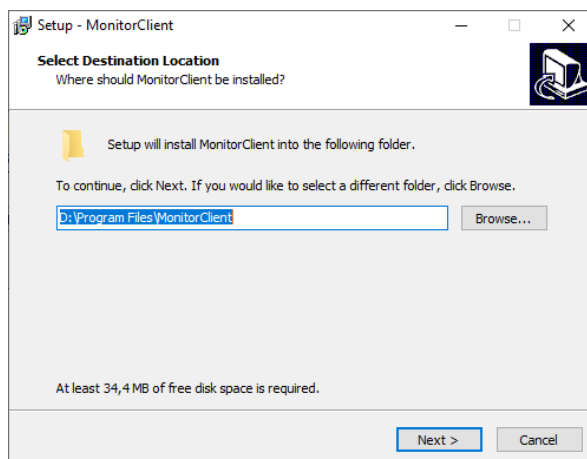 Setup - MonitorClient
Select Destination Location
Where should MonitorClient be installed?
Setup will install MonitorClient into the following folder.
To continue, click Next. If you would like to select a different folder, click Browse.
D:\Program Files\MonitorClient
Browse...
At least 34,4 MB of free disk space is required.
Next >
Cancel